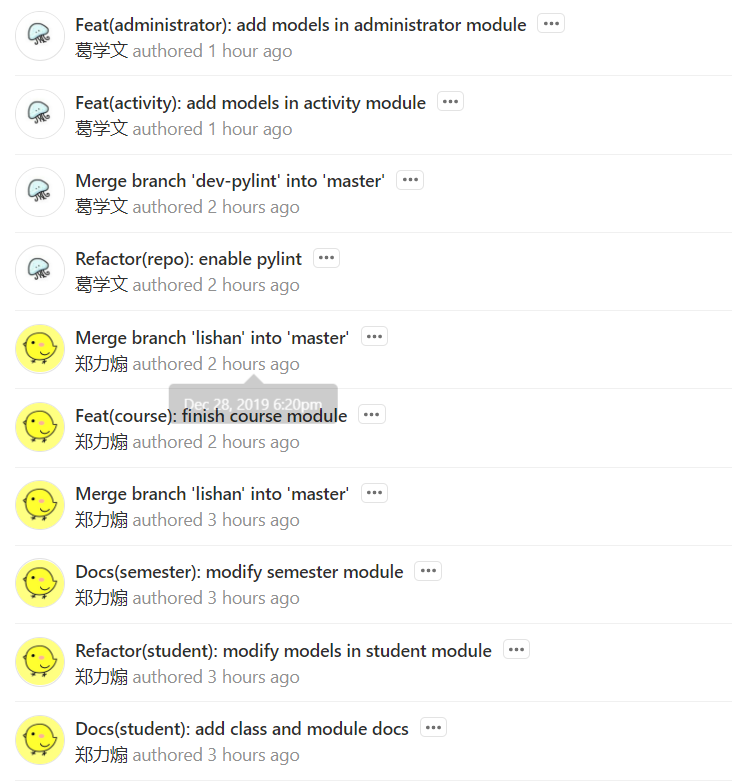 Feat(administrator): add models in administrator module
葛学文 authored 1 hour ago
Feat(activity): add models in activity module
葛学文 authored 1 hour ago
Merge branch 'dev-pylint' into 'master'
葛学文 authored 2 hours ago
Refactor(repo): enable pylint
葛学文 authored 2 hours ago
Merge branch 'lishan' into 'master'
郑力煽 authored 2 hours ago
Dec 28, 2019 6:20pm
Feat(course): finish course module
郑力煽 authored 2 hours ago
Merge branch 'lishan' into 'master'
郑力煽 authored 3 hours ago
Docs(semester): modify semester module
郑力煽 authored 3 hours ago
Refactor(student): modify models in student module
郑力煽 authored 3 hours ago
Docs(student): add class and module docs
郑力煽 authored 3 hours ago